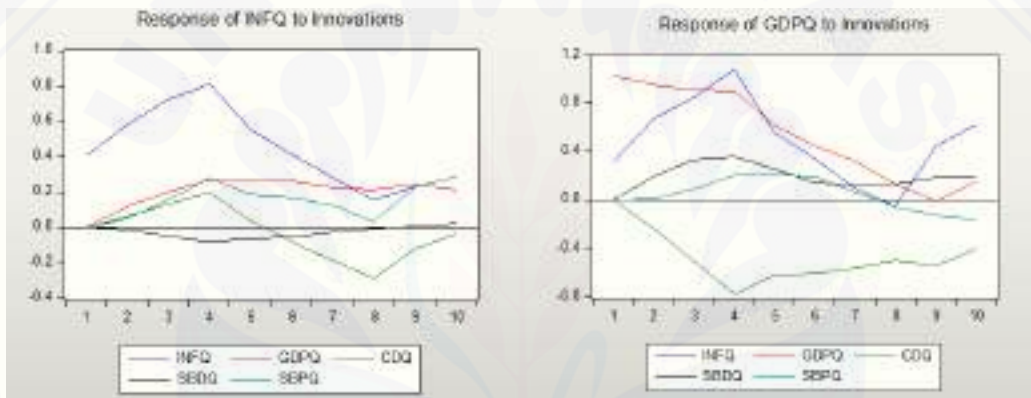 Response of INFQ to Innovations
1.0
0.8
0.6
0.4
0.2
0.0
-0.2
-0.4
1 2 3 4 5 6 7 8 9 10
INFQ GDPQ CDQ
SBDQ SBPQ
Response of GDPQ to Innovations
1.2
0.8
0.4
0.0
-0.4
-0.8
1 2 3 4 5 6 7 8 9 10
INFQ GDPQ CDQ
SBDQ SBPQ